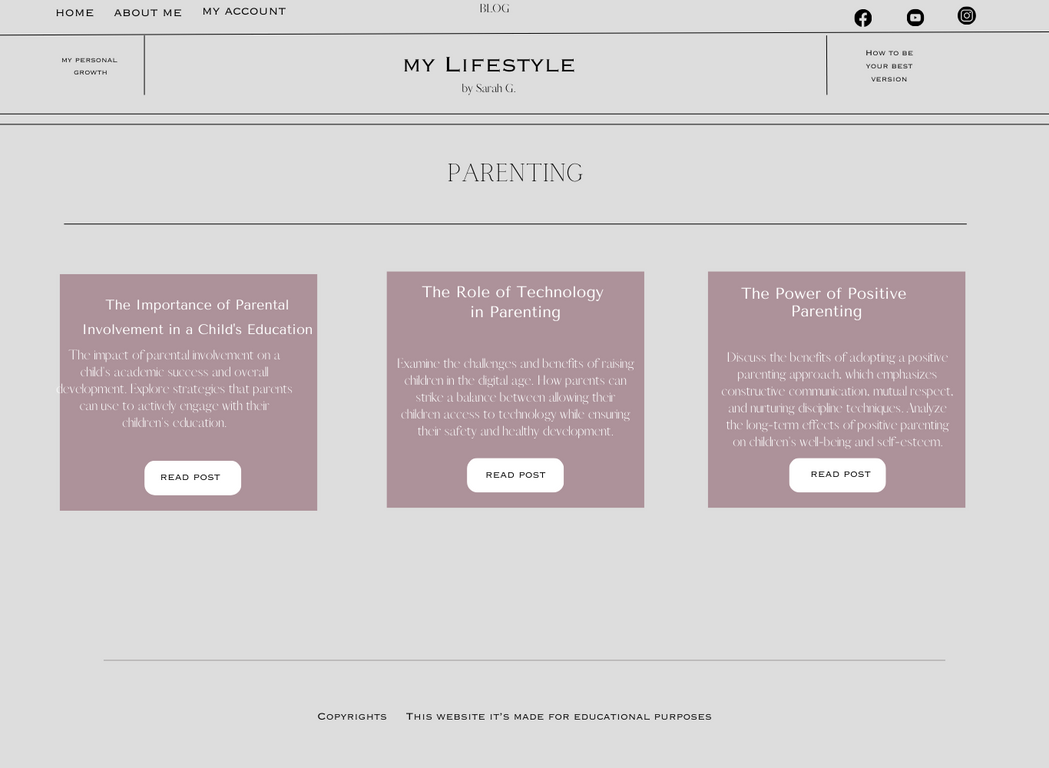 HOME ABOUT ME MY ACCOUNT BLOG
MY PERSONAL
GROWTH
MY LIFESTYLE
by Sarah G.
HOW TO BE
YOUR BEST
VERSION
PARENTING
The Importance of Parental
Involvement in a Child's Education
The impact of parental involvement on a
child's academic success and overall
development. Explore strategies that parents
can use to actively engage with their
children's education.
READ POST
The Role of Technology
in Parenting
Examine the challenges and benefits of raising
children in the digital age. How parents can
strike a balance between allowing their
children access to technology while ensuring
their safety and healthy development.
READ POST
The Power of Positive
Parenting
Discuss the benefits of adopting a positive
parenting approach, which emphasizes
constructive communication, mutual respect,
and nurturing discipline techniques. Analyze
the long-term effects of positive parenting
on children's well-being and self-esteem.
READ POST
COPYRIGHTS THIS WEBSITE IT'S MADE FOR EDUCATIONAL PURPOSES